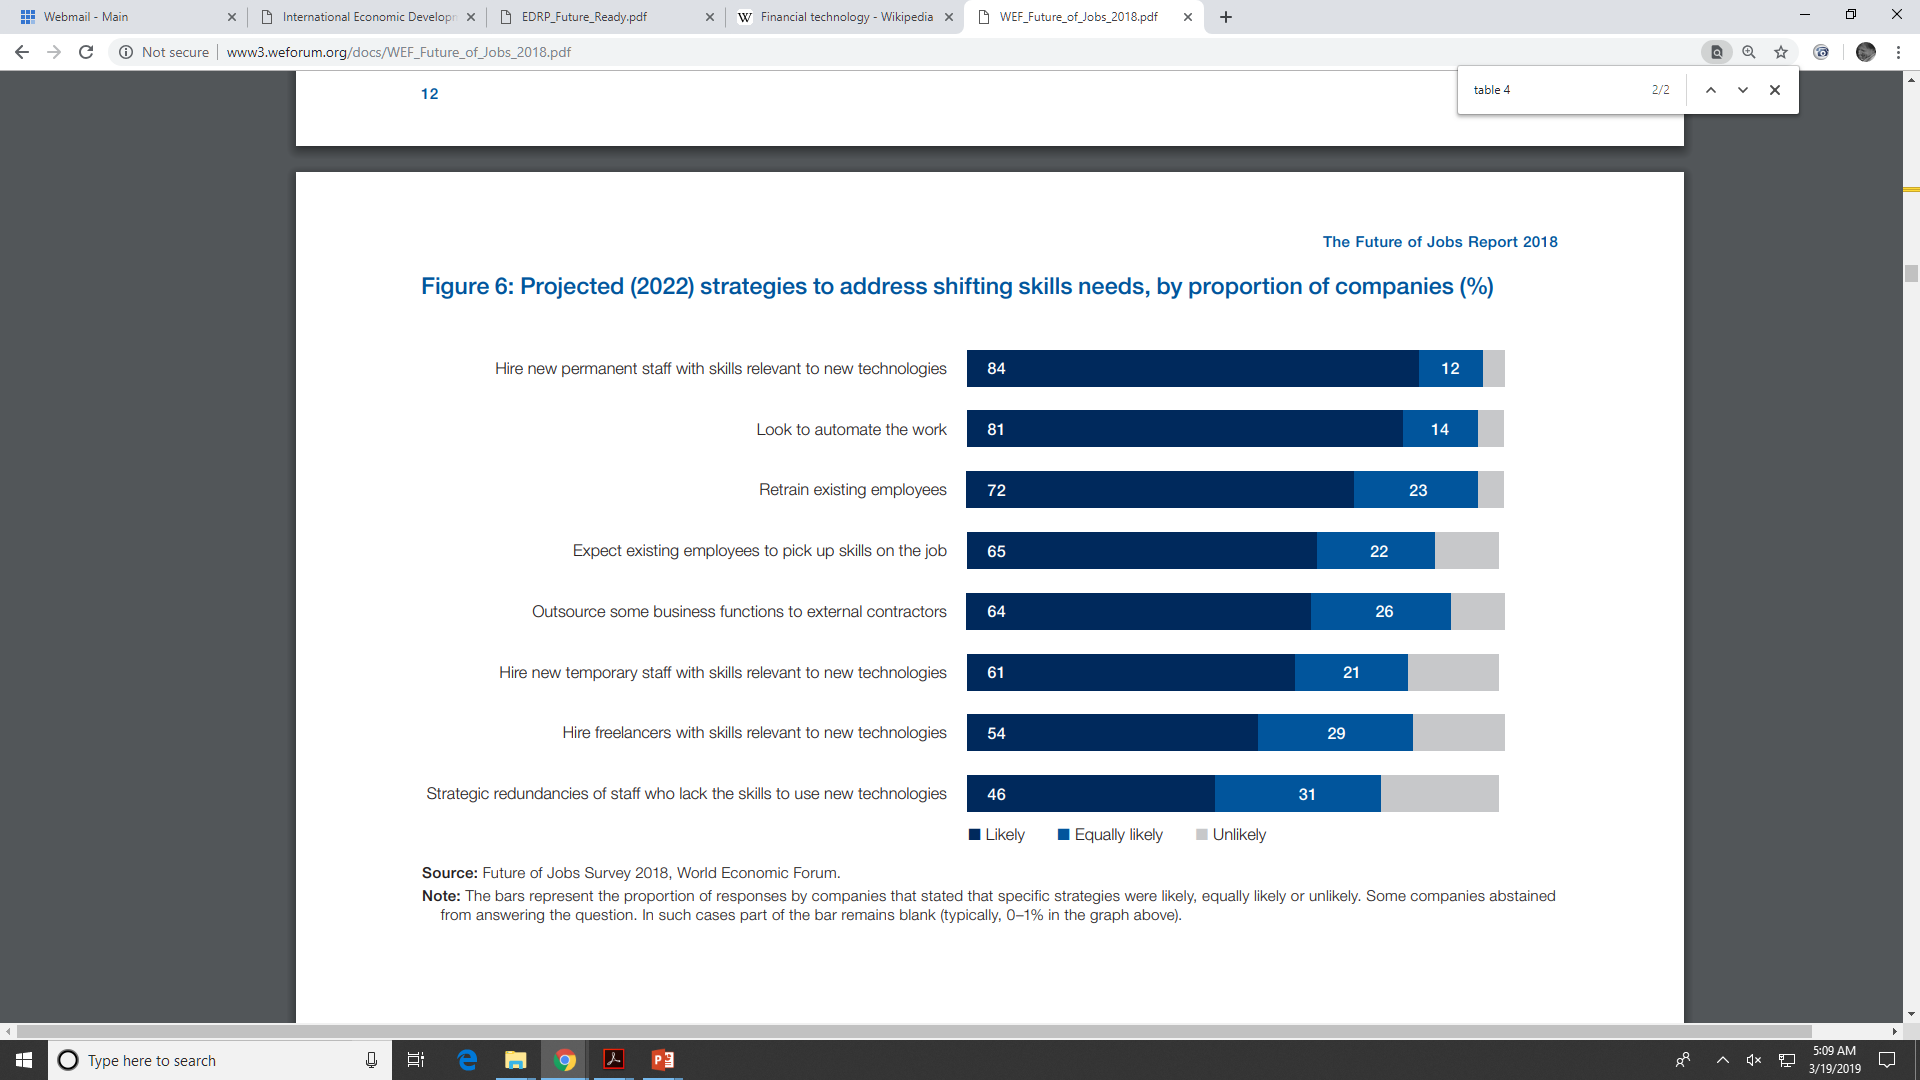 Webmail - Main
International Economic Develop
EDRP_Future_Ready.pdf
Financial technology - Wikipedia
WEF_Future_of_Jobs_2018.pdf
Not secure
www3.weforum.org/docs/WEF_Future_of_Jobs_2018.pdf
table 4
2/2
12
The Future of Jobs Report 2018
Figure 6: Projected (2022) strategies to address shifting skills needs, by proportion of companies (%)
Hire new permanent staff with skills relevant to new technologies 84 12
Look to automate the work 81 14
Retrain existing employees 72 23
Expect existing employees to pick up skills on the job 65 22
Outsource some business functions to external contractors 64 26
Hire new temporary staff with skills relevant to new technologies 61 21
Hire freelancers with skills relevant to new technologies 54 29
Strategic redundancies of staff who lack the skills to use new technologies 46 31
Likely Equally likely Unlikely
Source: Future of Jobs Survey 2018, World Economic Forum.
Note: The bars represent the proportion of responses by companies that stated that specific strategies were likely, equally likely or unlikely. Some companies abstained
from answering the question. In such cases part of the bar remains blank (typically, 0–1% in the graph above).
Type here to search
5:09 AM
3/19/2019